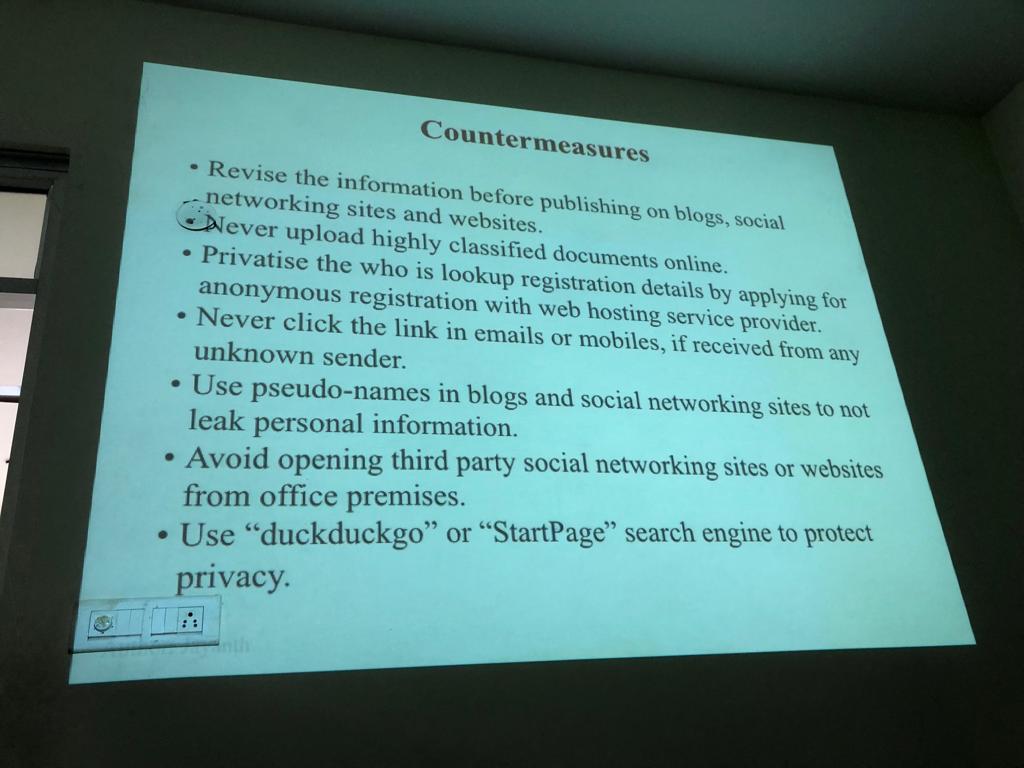 Countermeasures
• Revise the information before publishing on blogs, social
networking sites and websites.
Never upload highly classified documents online.
• Privatise the who is lookup registration details by applying for
anonymous registration with web hosting service provider.
• Never click the link in emails or mobiles, if received from any
unknown sender.
• Use pseudo-names in blogs and social networking sites to not
leak personal information.
• Avoid opening third party social networking sites or websites
from office premises.
• Use “duckduckgo” or “StartPage” search engine to protect
privacy.